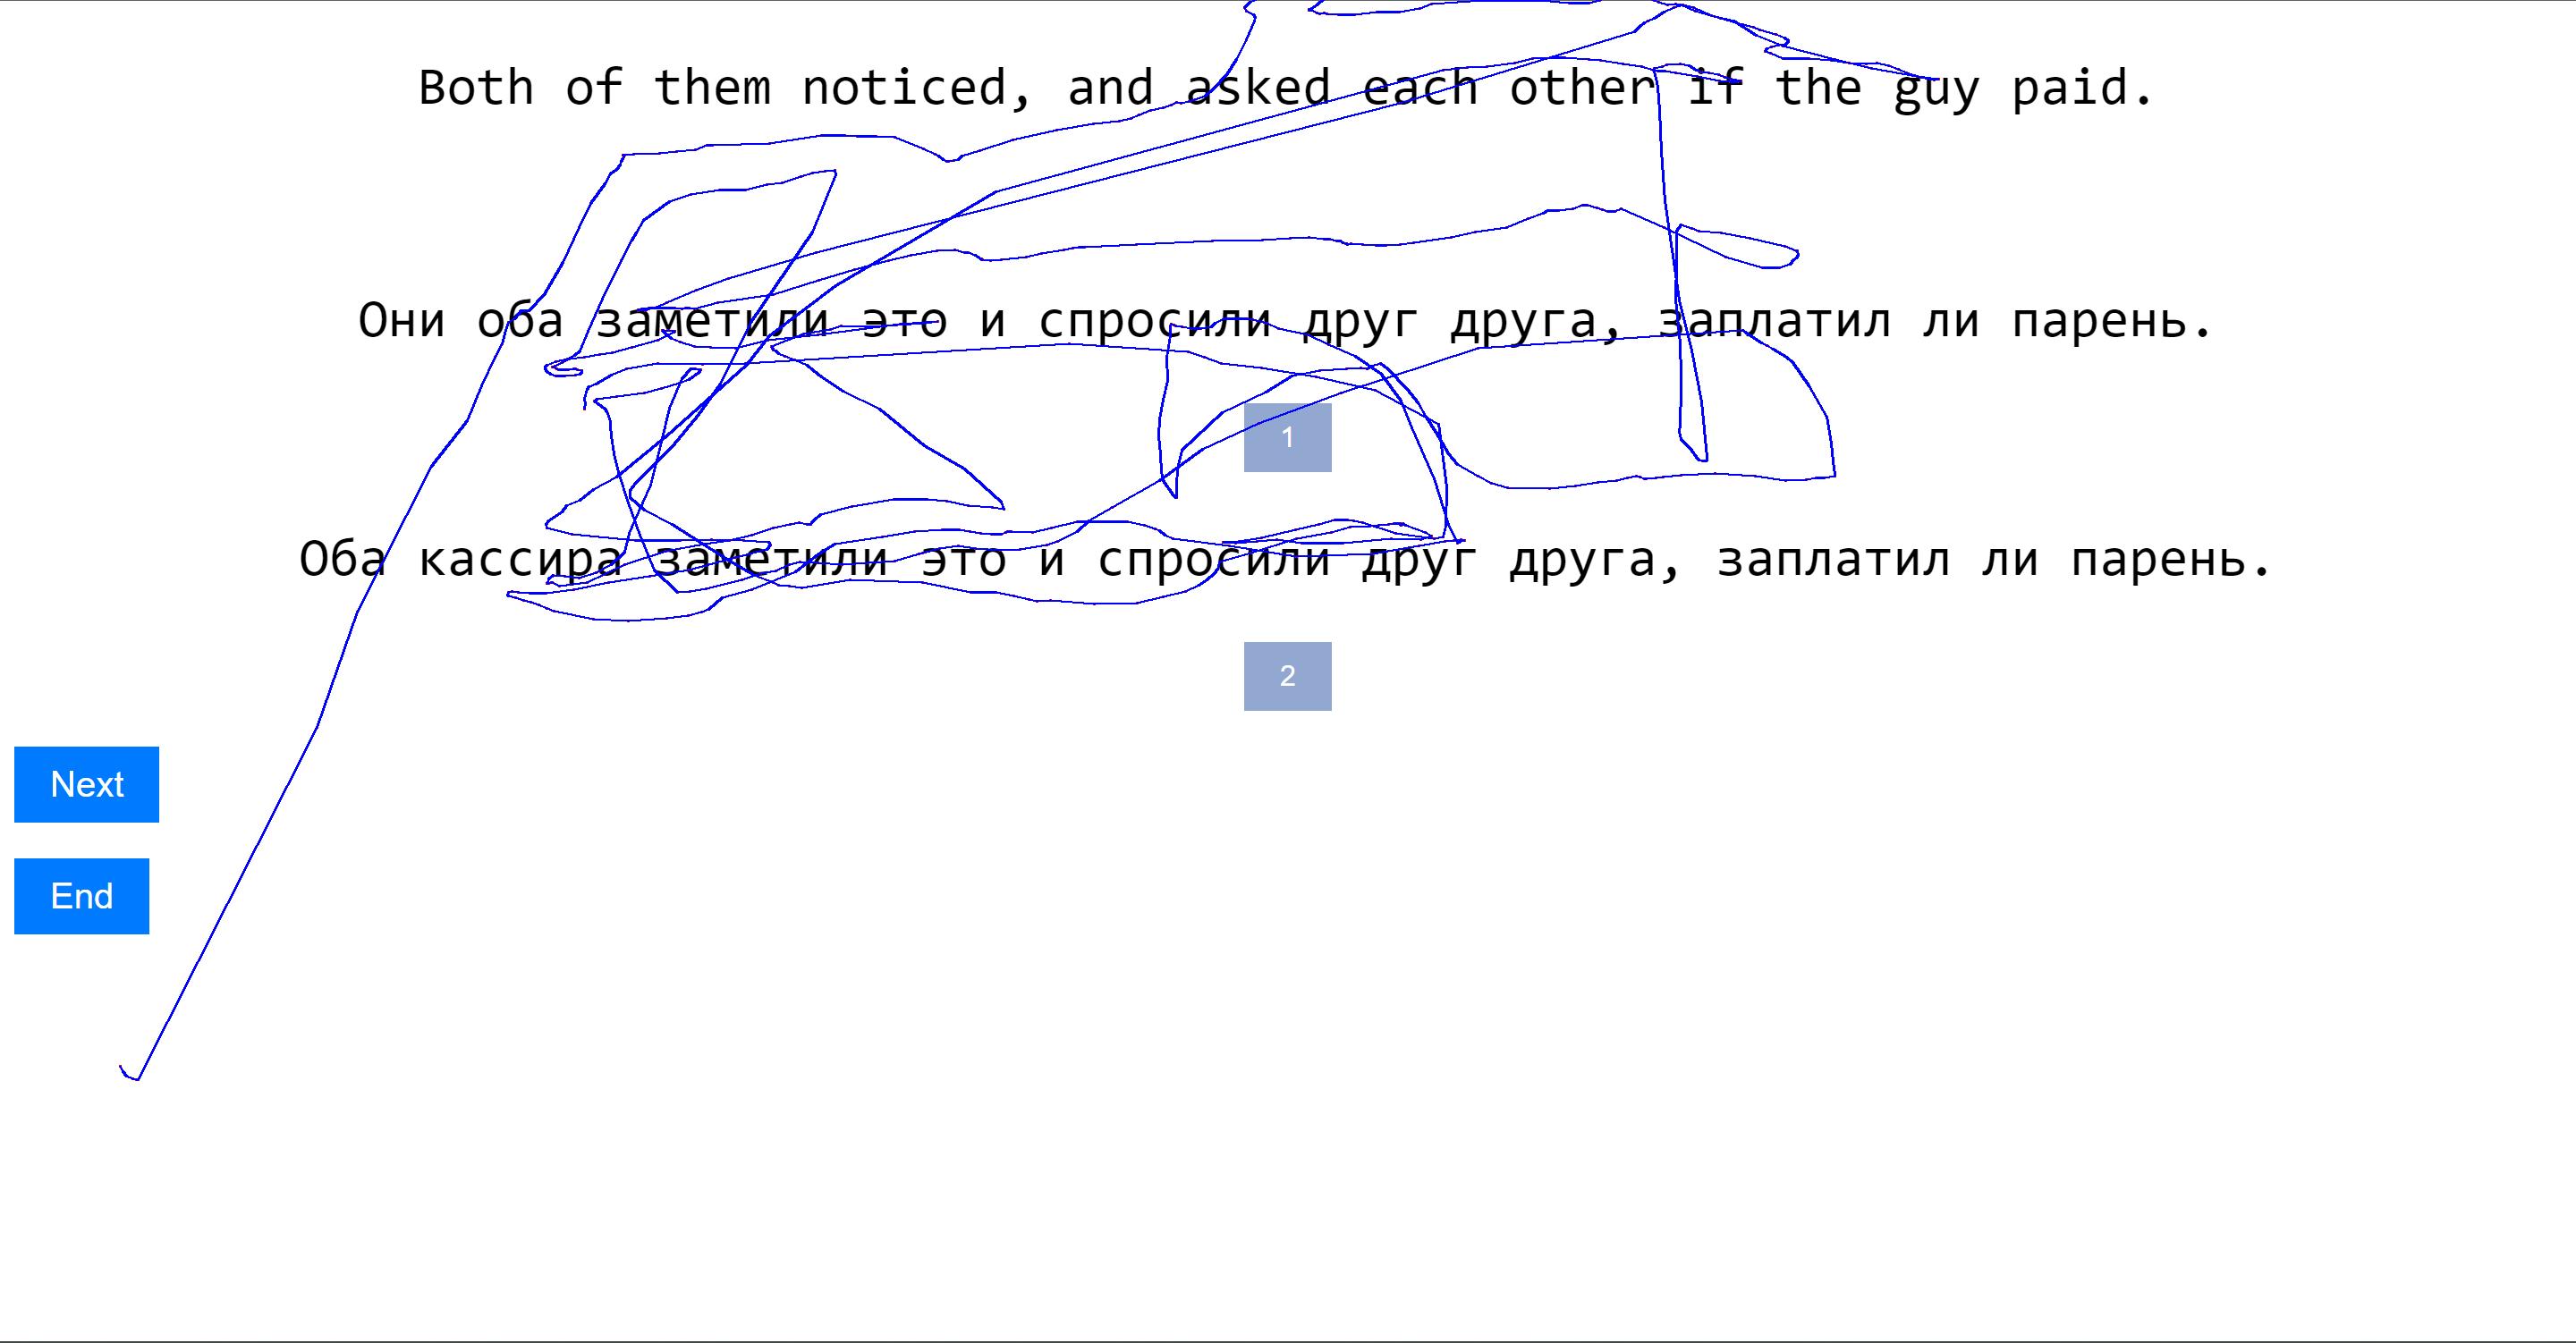 Both of them noticed, and asked each other if the guy paid.
Они оба заметили это и спросили друг друга, заплатил ли парень.
1
Оба кассира заметили это и спросили друг друга, заплатил ли парень.
2
Next
End